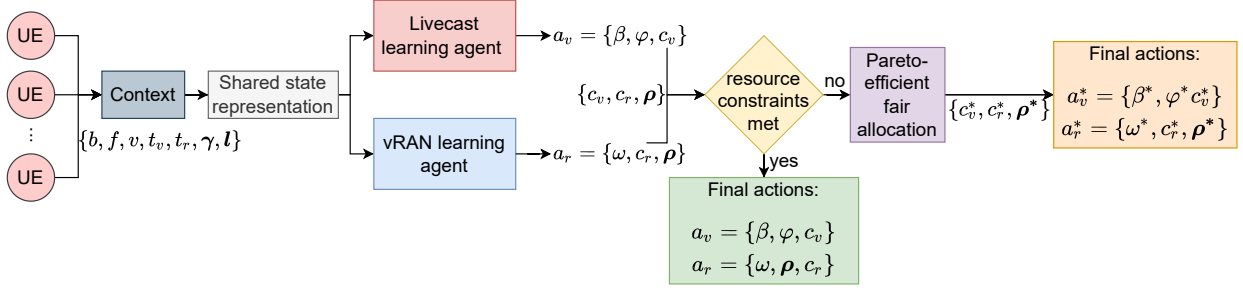 UE
UE
⋮
UE
Context
{b, f, v, t_v, t_r, γ, l}
Shared state
representation
Livecast
learning agent
vRAN learning
agent
a_v = {β, φ, c_v}
{c_v, c_r, ρ}
a_r = {ω, c_r, ρ}
resource
constraints
met
no
yes
Pareto-
efficient
fair
allocation
{c_v^*, c_r^*, ρ^*}
Final actions:
a_v^* = {β^*, φ^* c_v^*}
a_r^* = {ω^*, c_r^*, ρ^*}
Final actions:
a_v = {β, φ, c_v}
a_r = {ω, ρ, c_r}